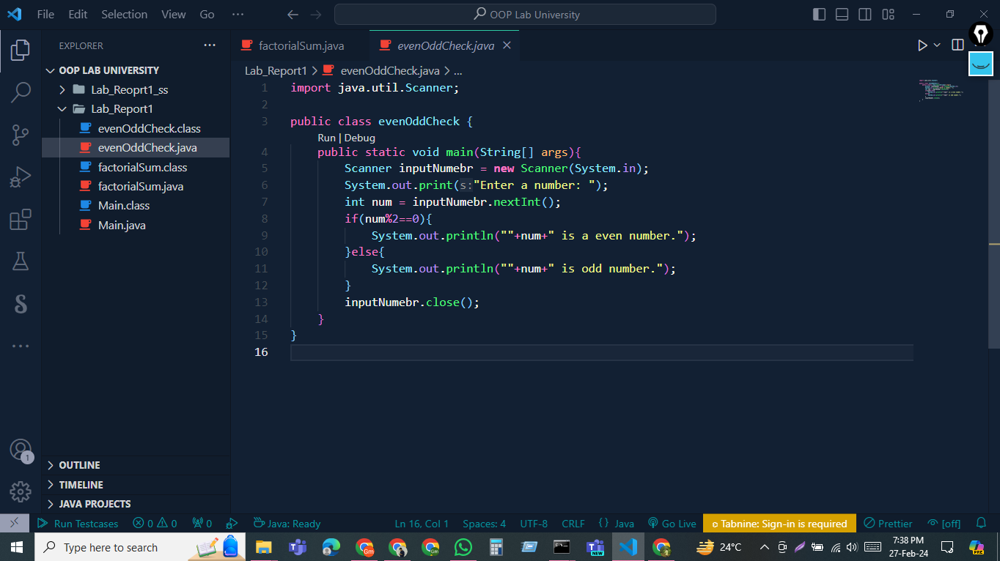 File Edit Selection View Go ··· OOP Lab University
EXPLORER ···
OOP LAB UNIVERSITY
Lab_Reoprt1_ss
Lab_Report1
evenOddCheck.class
evenOddCheck.java
factorialSum.class
factorialSum.java
Main.class
Main.java
OUTLINE
TIMELINE
JAVA PROJECTS
factorialSum.java evenOddCheck.java
Lab_Report1 > evenOddCheck.java > ...
1 import java.util.Scanner;
2
3 public class evenOddCheck {
Run | Debug
4 public static void main(String[] args){
5 Scanner inputNumebr = new Scanner(System.in);
6 System.out.print(s:"Enter a number: ");
7 int num = inputNumebr.nextInt();
8 if(num%2==0){
9 System.out.println(""+num+" is a even number.");
10 }else{
11 System.out.println(""+num+" is odd number.");
12 }
13 inputNumebr.close();
14 }
15 }
16
1
Run Testcases 0 0 0 Java: Ready Ln 16, Col 1 Spaces: 4 UTF-8 CRLF {} Java Go Live Tabnine: Sign-in is required Prettier [off]
Type here to search 24°C 7:38 PM
27-Feb-24